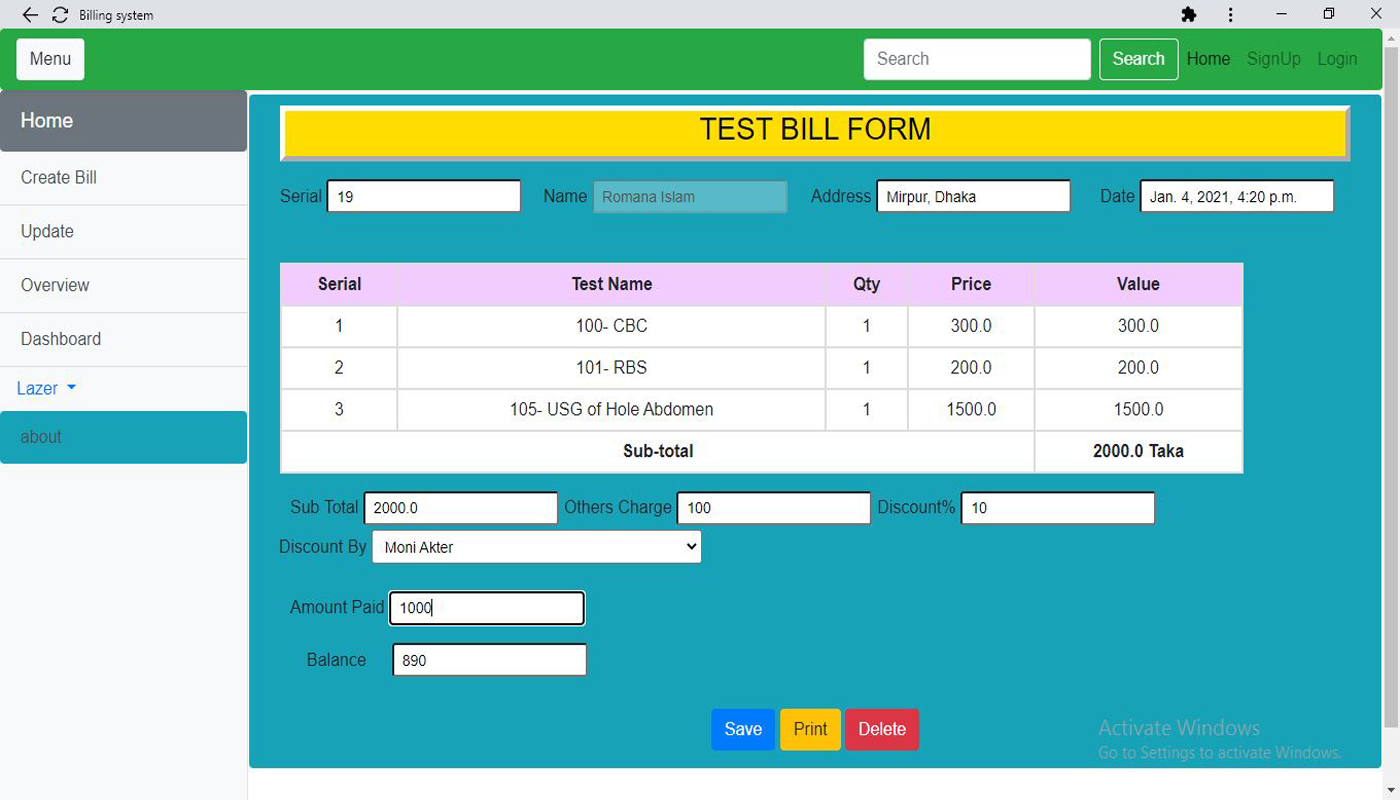 Billing system
Menu
Search Search Home SignUp Login
Home
Create Bill
Update
Overview
Dashboard
Lazer
about
TEST BILL FORM
Serial 19 Name Romana Islam Address Mirpur, Dhaka Date Jan. 4, 2021, 4:20 p.m.
Serial Test Name Qty Price Value
1 100- CBC 1 300.0 300.0
2 101- RBS 1 200.0 200.0
3 105- USG of Hole Abdomen 1 1500.0 1500.0
Sub-total 2000.0 Taka
Sub Total 2000.0 Others Charge 100 Discount% 10
Discount By Moni Akter
Amount Paid 1000
Balance 890
Save Print Delete
Activate Windows
Go to Settings to activate Windows.